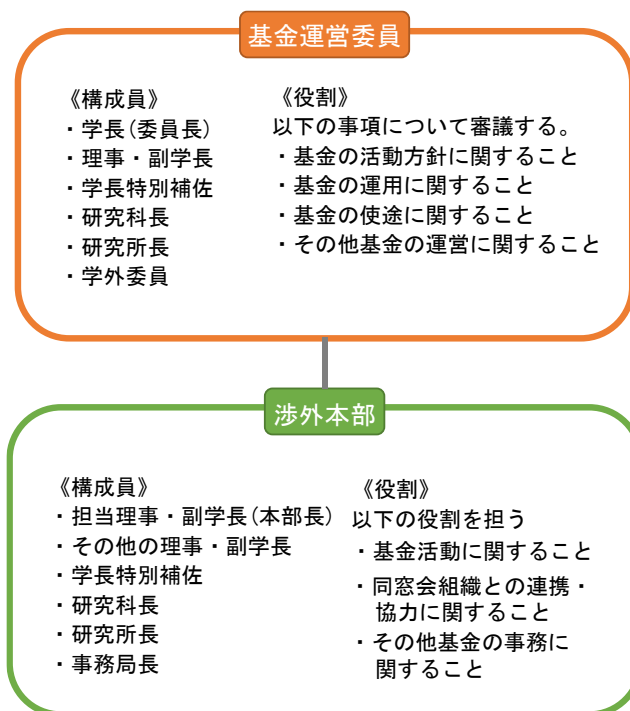 基金運営委員
《構成員》
・学長(委員長)
・理事・副学長
・学長特別補佐
・研究科長
・研究所長
・学外委員
《役割》
以下の事項について審議する。
・基金の活動方針に関すること
・基金の運用に関すること
・基金の使途に関すること
・その他基金の運営に関すること
渉外本部
《構成員》
・担当理事・副学長(本部長)
・その他の理事・副学長
・学長特別補佐
・研究科長
・研究所長
・事務局長
《役割》
以下の役割を担う
・基金活動に関すること
・同窓会組織との連携・
協力に関すること
・その他基金の事務に
関すること